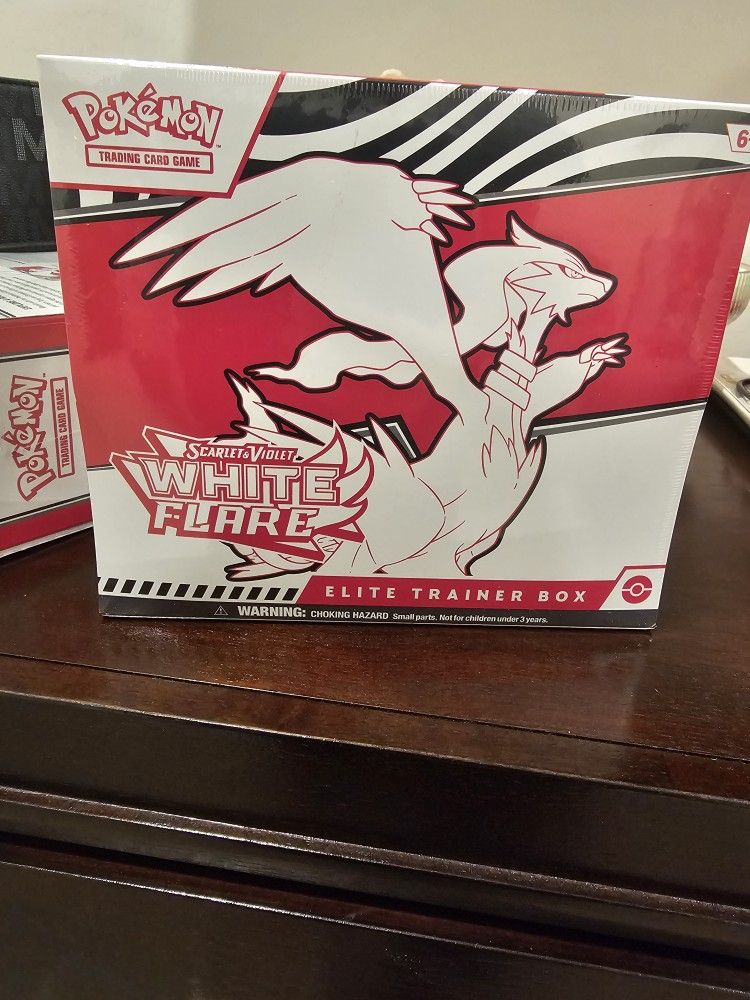 POKÉMON
TRADING CARD GAME
6+
SCARLET & VIOLET
WHITE
FLARE
ELITE TRAINER BOX
WARNING: CHOKING HAZARD Small parts. Not for children under 3 years.
POKÉMON
TRADING CARD GAME
M